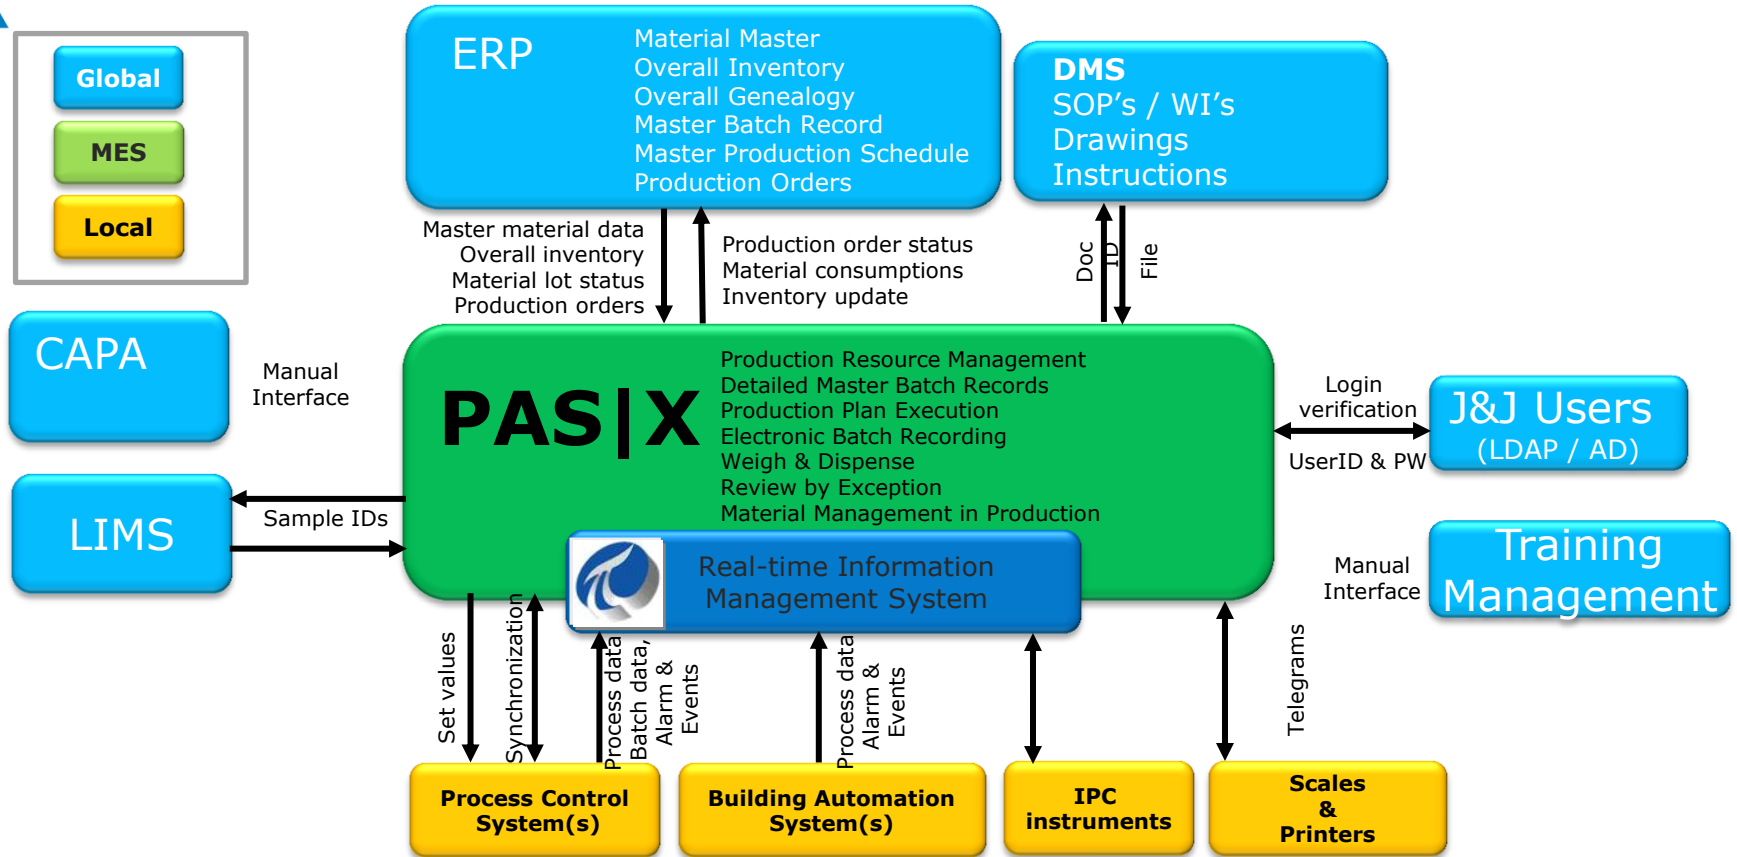 Global
MES
Local
ERP
Material Master
Overall Inventory
Overall Genealogy
Master Batch Record
Master Production Schedule
Production Orders
DMS
SOP's / WI's
Drawings
Instructions
Master material data
Overall inventory
Material lot status
Production orders
Production order status
Material consumptions
Inventory update
Doc
ID
File
CAPA
Manual
Interface
PAS|X
Production Resource Management
Detailed Master Batch Records
Production Plan Execution
Electronic Batch Recording
Weigh & Dispense
Review by Exception
Material Management in Production
Login
verification
UserID & PW
J&J Users
(LDAP / AD)
LIMS
Sample IDs
Real-time Information
Management System
Manual
Interface
Training
Management
Set values
Synchronization
Process data
Batch data,
Alarm &
Events
Process data
Alarm &
Events
Telegrams
Process Control
System(s)
Building Automation
System(s)
IPC
instruments
Scales
&
Printers